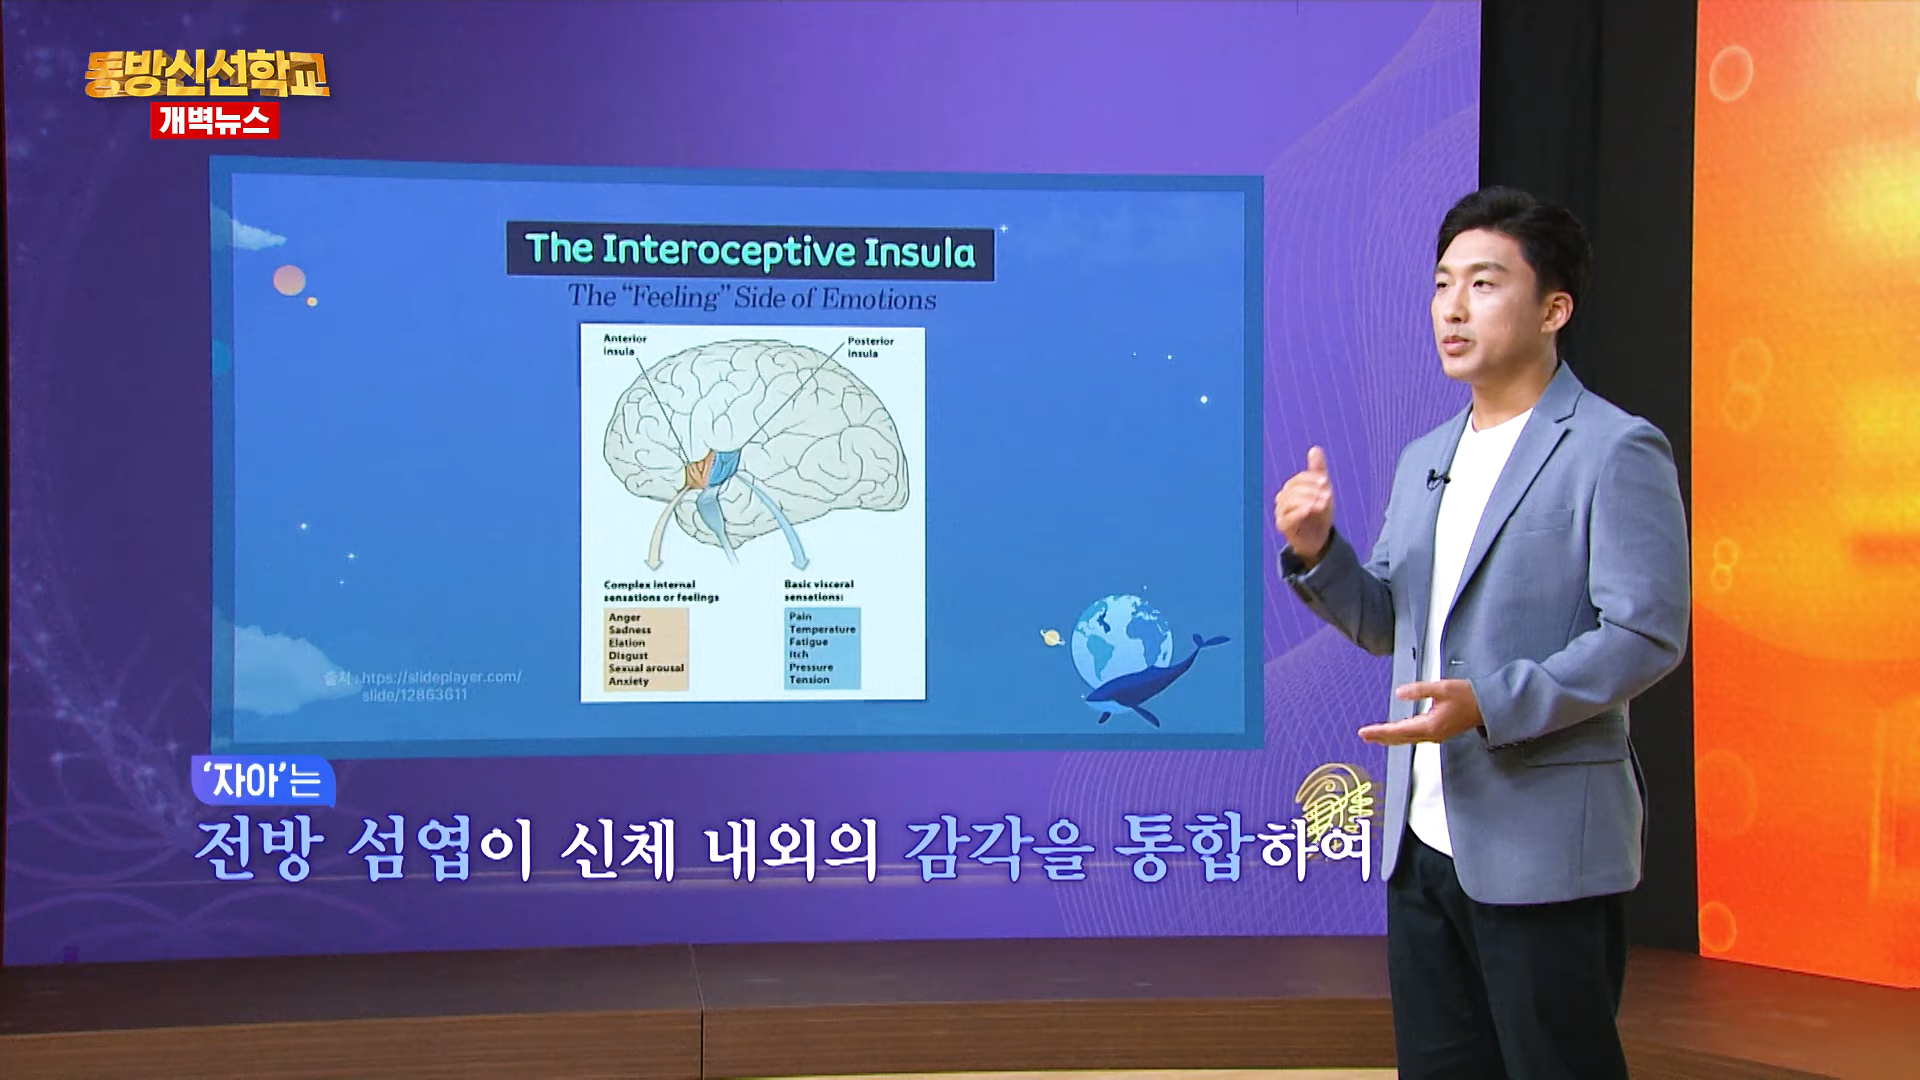 동방신선학교
개벽뉴스
The Interoceptive Insula
The “Feeling” Side of Emotions
Anterior
insula
Posterior
insula
Complex internal
sensations or feelings
Anger
Sadness
Elation
Disgust
Sexual arousal
Anxiety
Basic visceral
sensations:
Pain
Temperature
Fatigue
Itch
Pressure
Tension
출처 : htps://slideplayer.com/
slide/12863611
‘자아’는
전방 섬엽이 신체 내외의 감각을 통합하여